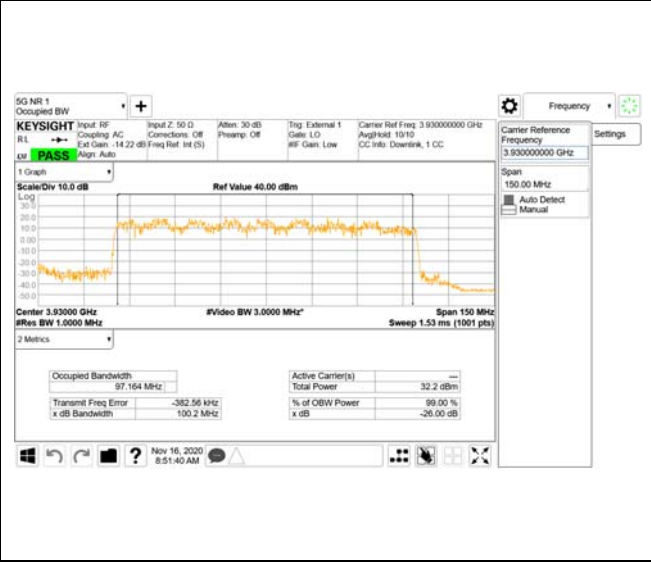 5G NR 1
Occupied BW
Frequency
KEYSIGHT
Input: RF
Input Z: 50 Ω
Atten: 30 dB
Trig: External 1
Carrier Ref Freq: 3.930000000 GHz
RL
Coupling: AC
Corrections: Off
Preamp: Off
Gate: LO
Avg|Hold: 10/10
Ext Gain: -14.22 dB
Freq Ref: Int (S)
#IF Gain: Low
CC Info: Downlink, 1 CC
PASS
Align: Auto
1 Graph
Scale/Div 10.0 dB
Ref Value 40.00 dBm
Log
30.0
20.0
10.0
0.00
-10.0
-20.0
-30.0
-40.0
-50.0
Center 3.93000 GHz
#Video BW 3.0000 MHz*
Span 150 MHz
#Res BW 1.0000 MHz
Sweep 1.53 ms (1001 pts)
2 Metrics
Occupied Bandwidth
97.164 MHz
Active Carrier(s)
—
Total Power
32.2 dBm
Transmit Freq Error
-382.56 kHz
% of OBW Power
99.00 %
x dB Bandwidth
100.2 MHz
x dB
-26.00 dB
Nov 16, 2020
8:51:40 AM
Carrier Reference
Frequency
3.930000000 GHz
Settings
Span
150.00 MHz
Auto Detect
Manual